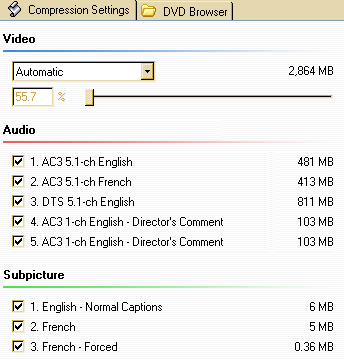 Compression Settings DVD Browser
Video
Automatic 2,864 MB
55.7 %
Audio
1. AC3 5.1-ch English 481 MB
2. AC3 5.1-ch French 413 MB
3. DTS 5.1-ch English 811 MB
4. AC3 1-ch English - Director's Comment 103 MB
5. AC3 1-ch English - Director's Comment 103 MB
Subpicture
1. English - Normal Captions 6 MB
2. French 5 MB
3. French - Forced 0.36 MB